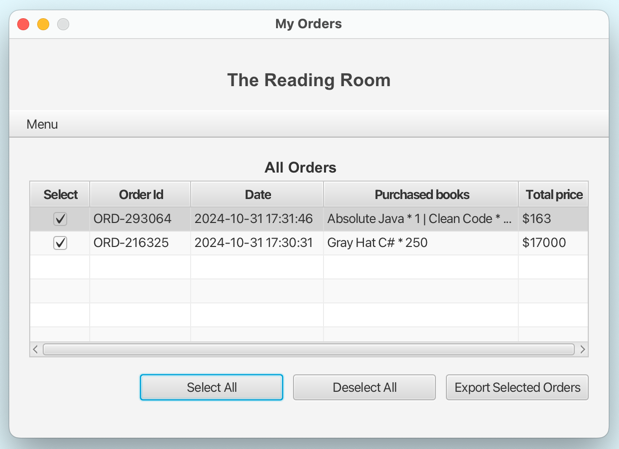 My Orders
The Reading Room
Menu
All Orders
Select Order Id Date Purchased books Total price
ORD-293064 2024-10-31 17:31:46 Absolute Java * 1 | Clean Code * ... $163
ORD-216325 2024-10-31 17:30:31 Gray Hat C# * 250 $17000
Select All Deselect All Export Selected Orders